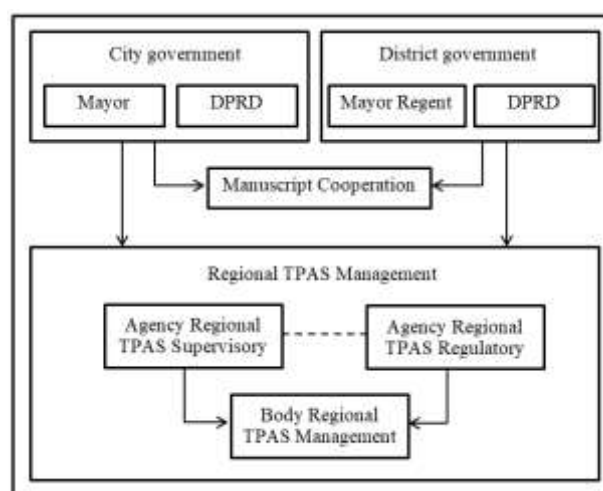 City government
District government
Mayor
DPRD
Mayor Regent
DPRD
Manuscript Cooperation
Regional TPAS Management
Agency Regional
TPAS Supervisory
Agency Regional
TPAS Regulatory
Body Regional
TPAS Management